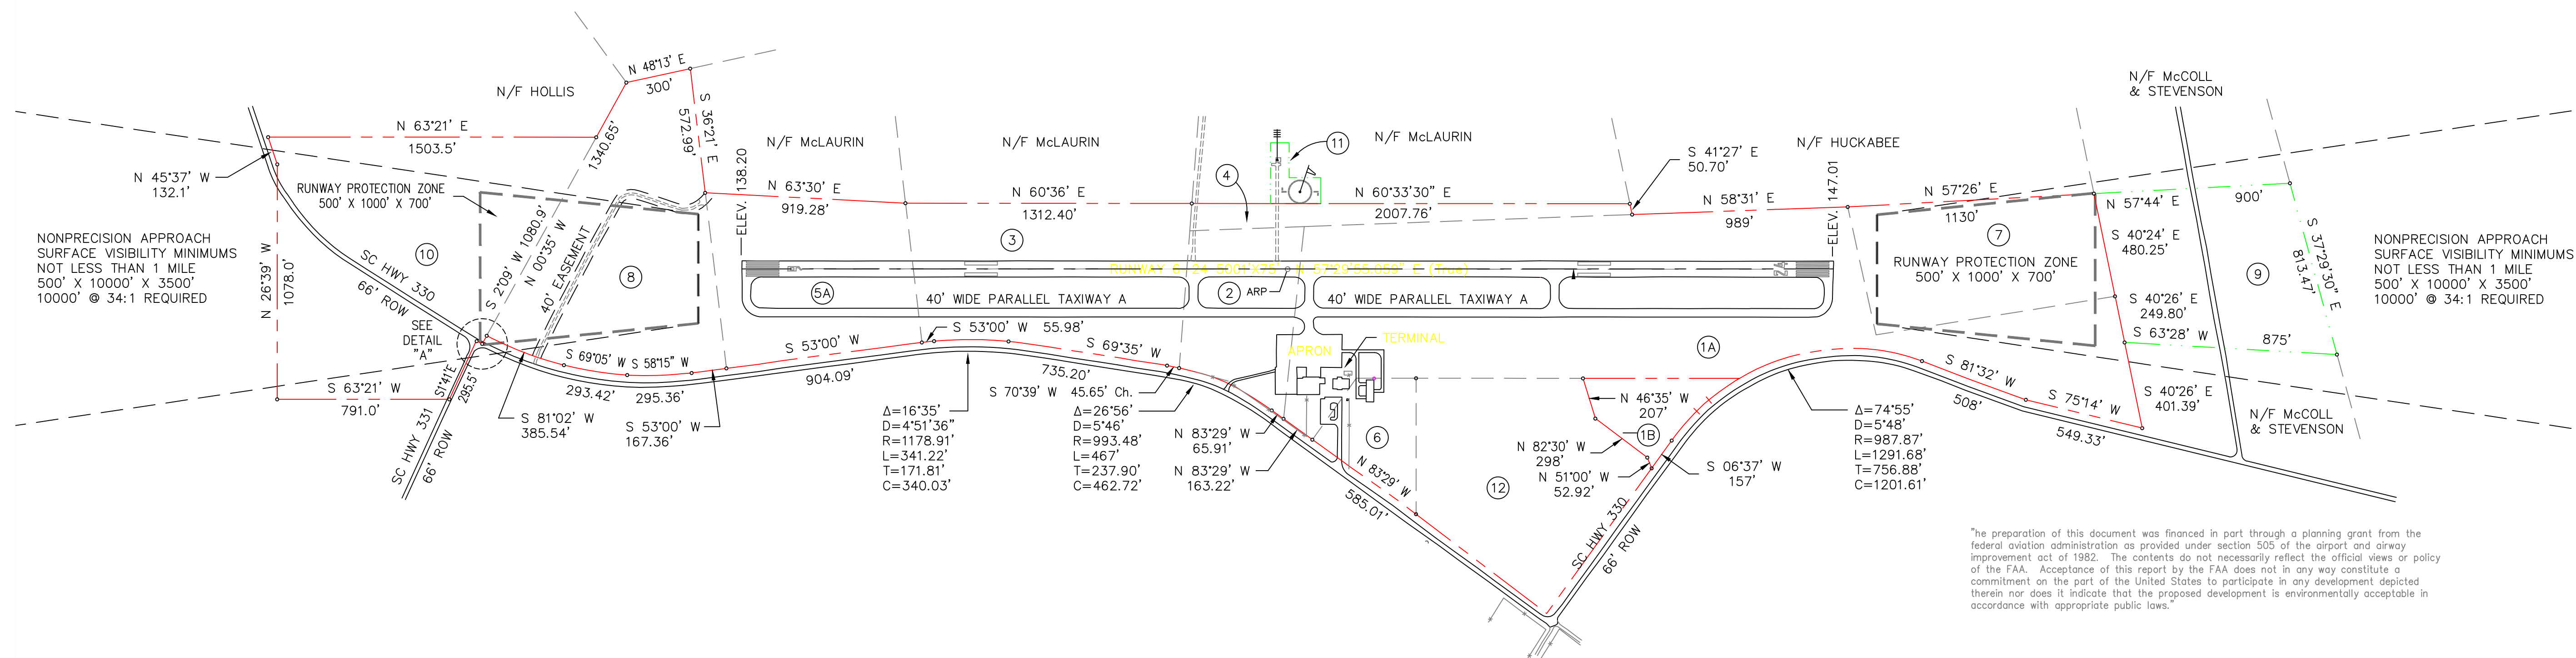 N/F HOLLIS
N 48°13' E
300'
S 36°21' E
572.99'
1340.65'
N 63°21' E
1503.5'
N 45°37' W
132.1'
RUNWAY PROTECTION ZONE
500' X 1000' X 700'
NONPRECISION APPROACH
SURFACE VISIBILITY MINIMUMS
NOT LESS THAN 1 MILE
500' X 10000' X 3500'
10000' @ 34:1 REQUIRED
N 26°39' W
1078.0'
10
SC HWY 330
66' ROW
S 2°09' W 1080.9'
N 00°35' W
40' EASEMENT
8
SEE
DETAIL
"A"
S 63°21' W
791.0'
S1°41'E
295.5'
SC HWY 331
66' ROW
S 81°02' W
385.54'
S 69°05' W
293.42'
S 58°15" W
295.36'
S 53°00' W
167.36'
S 53°00' W
904.09'
N/F McLAURIN
ELEV. 138.20
N 63°30' E
919.28'
N/F McLAURIN
N 60°36' E
1312.40'
3
4
11
N/F McLAURIN
N 60°33'30" E
2007.76'
S 41°27' E
50.70'
N/F HUCKABEE
ELEV. 147.01
N 58°31' E
989'
N 57°26' E
1130'
5A
40' WIDE PARALLEL TAXIWAY A
2
ARP
40' WIDE PARALLEL TAXIWAY A
24
S 53°00' W 55.98'
S 69°35' W
735.20'
S 70°39' W 45.65' Ch.
Δ=16°35'
D=4°51'36"
R=1178.91'
L=341.22'
T=171.81'
C=340.03'
Δ=26°56'
D=5°46'
R=993.48'
L=467'
T=237.90'
C=462.72'
APRON
TERMINAL
N 83°29' W
65.91'
N 83°29' W
163.22'
6
N 83°29' W
585.01'
12
N 46°35' W
207'
1B
N 82°30' W
298'
N 51°00' W
52.92'
S 06°37' W
157'
SC HWY 330
66' ROW
1A
Δ=74°55'
D=5°48'
R=987.87'
L=1291.68'
T=756.88'
C=1201.61'
S 81°32' W
508'
S 75°14' W
549.33'
7
RUNWAY PROTECTION ZONE
500' X 1000' X 700'
N/F McCOLL
& STEVENSON
N 57°44' E
900'
S 40°24' E
480.25'
S 40°26' E
249.80'
S 63°28' W
875'
S 40°26' E
401.39'
9
S 37°29'30" E
813.47'
N/F McCOLL
& STEVENSON
NONPRECISION APPROACH
SURFACE VISIBILITY MINIMUMS
NOT LESS THAN 1 MILE
500' X 10000' X 3500'
10000' @ 34:1 REQUIRED
"he preparation of this document was financed in part through a planning grant from the
federal aviation administration as provided under section 505 of the airport and airway
improvement act of 1982. The contents do not necessarily reflect the official views or policy
of the FAA. Acceptance of this report by the FAA does not in any way constitute a
commitment on the part of the United States to participate in any development depicted
therein nor does it indicate that the proposed development is environmentally acceptable in
accordance with appropriate public laws."